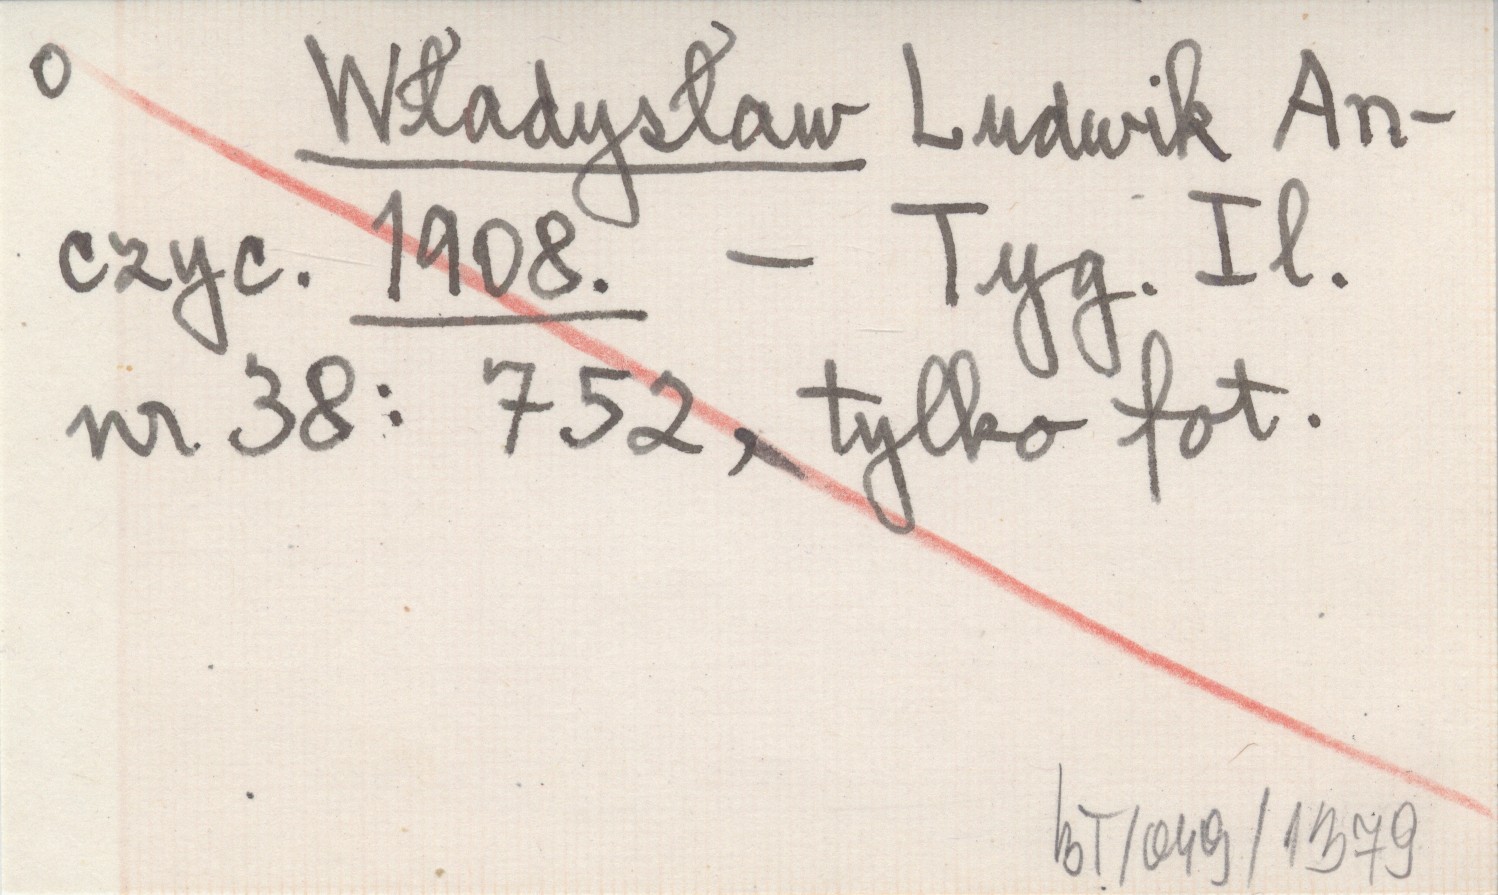 o Władysław Ludwik An-
czyc. 1908. – Tyg. Il.
nr 38: 752, tylko fot.
bT/049/1379